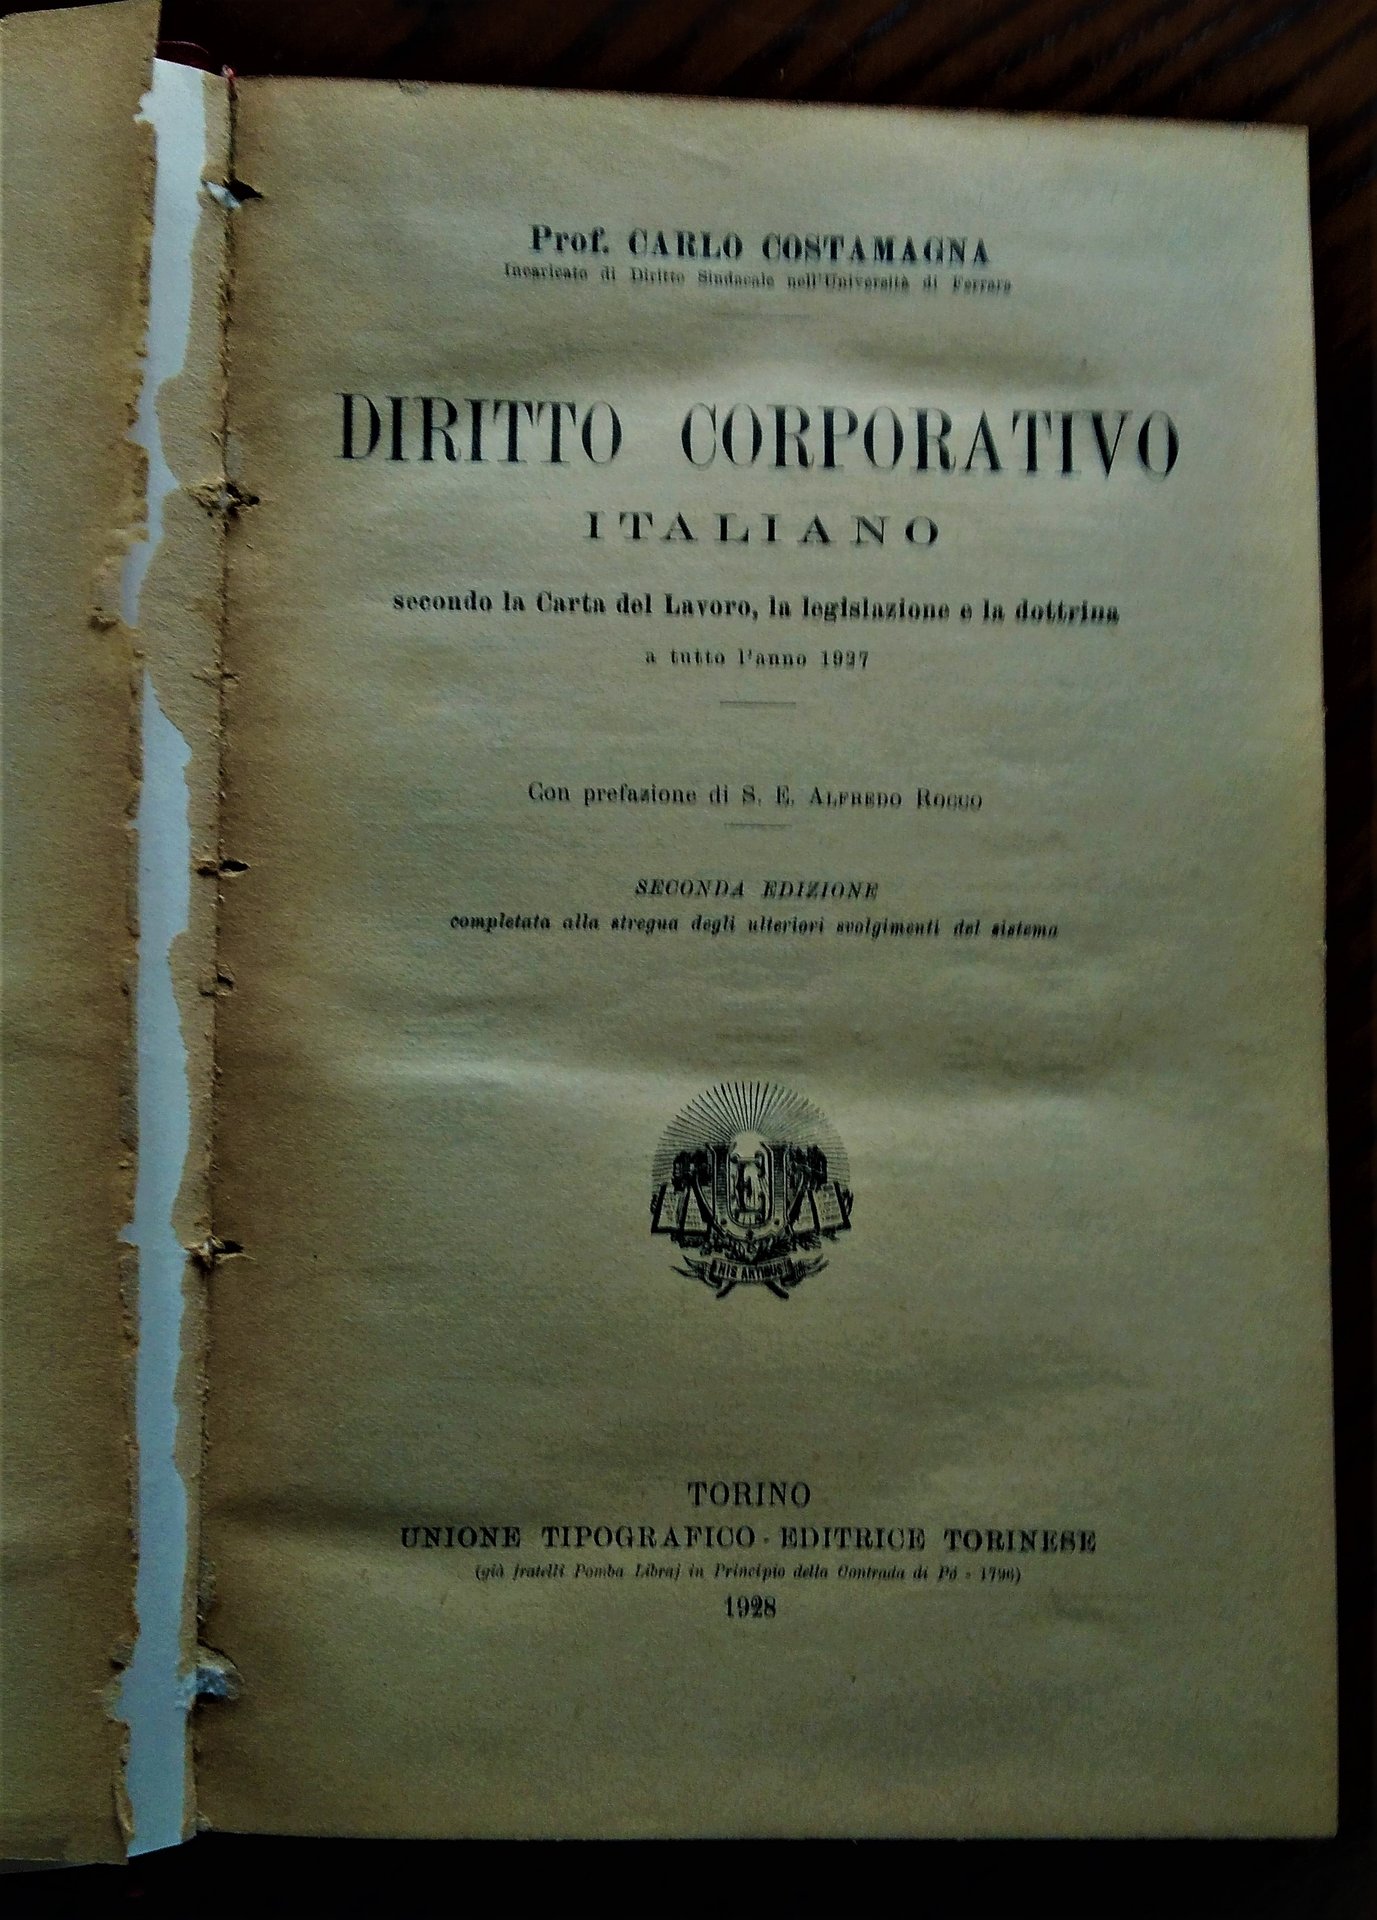 Prof. CARLO COSTAMAGNA
Incaricato di Diritto Sindacale nell'Università di Ferrara
DIRITTO CORPORATIVO
ITALIANO
secondo la Carta del Lavoro, la legislazione e la dottrina
a tutto l'anno 1927
Con prefazione di S. E. ALFREDO ROCCO
SECONDA EDIZIONE
completata alla stregua degli ulteriori svolgimenti del sistema
HIS ARTIBUS
TORINO
UNIONE TIPOGRAFICO-EDITRICE TORINESE
(già fratelli Pomba Libraj in Principio della Contrada di Pò - 1796)
1928